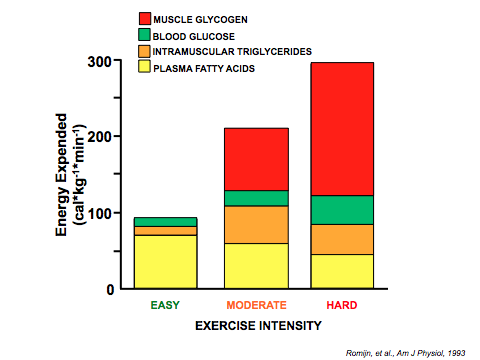 MUSCLE GLYCOGEN
BLOOD GLUCOSE
INTRAMUSCULAR TRIGLYCERIDES
PLASMA FATTY ACIDS
300
200
100
0
Energy Expended
(cal*kg-1*min-1)
EASY
MODERATE
HARD
EXERCISE INTENSITY
Romijn, et al., Am J Physiol, 1993